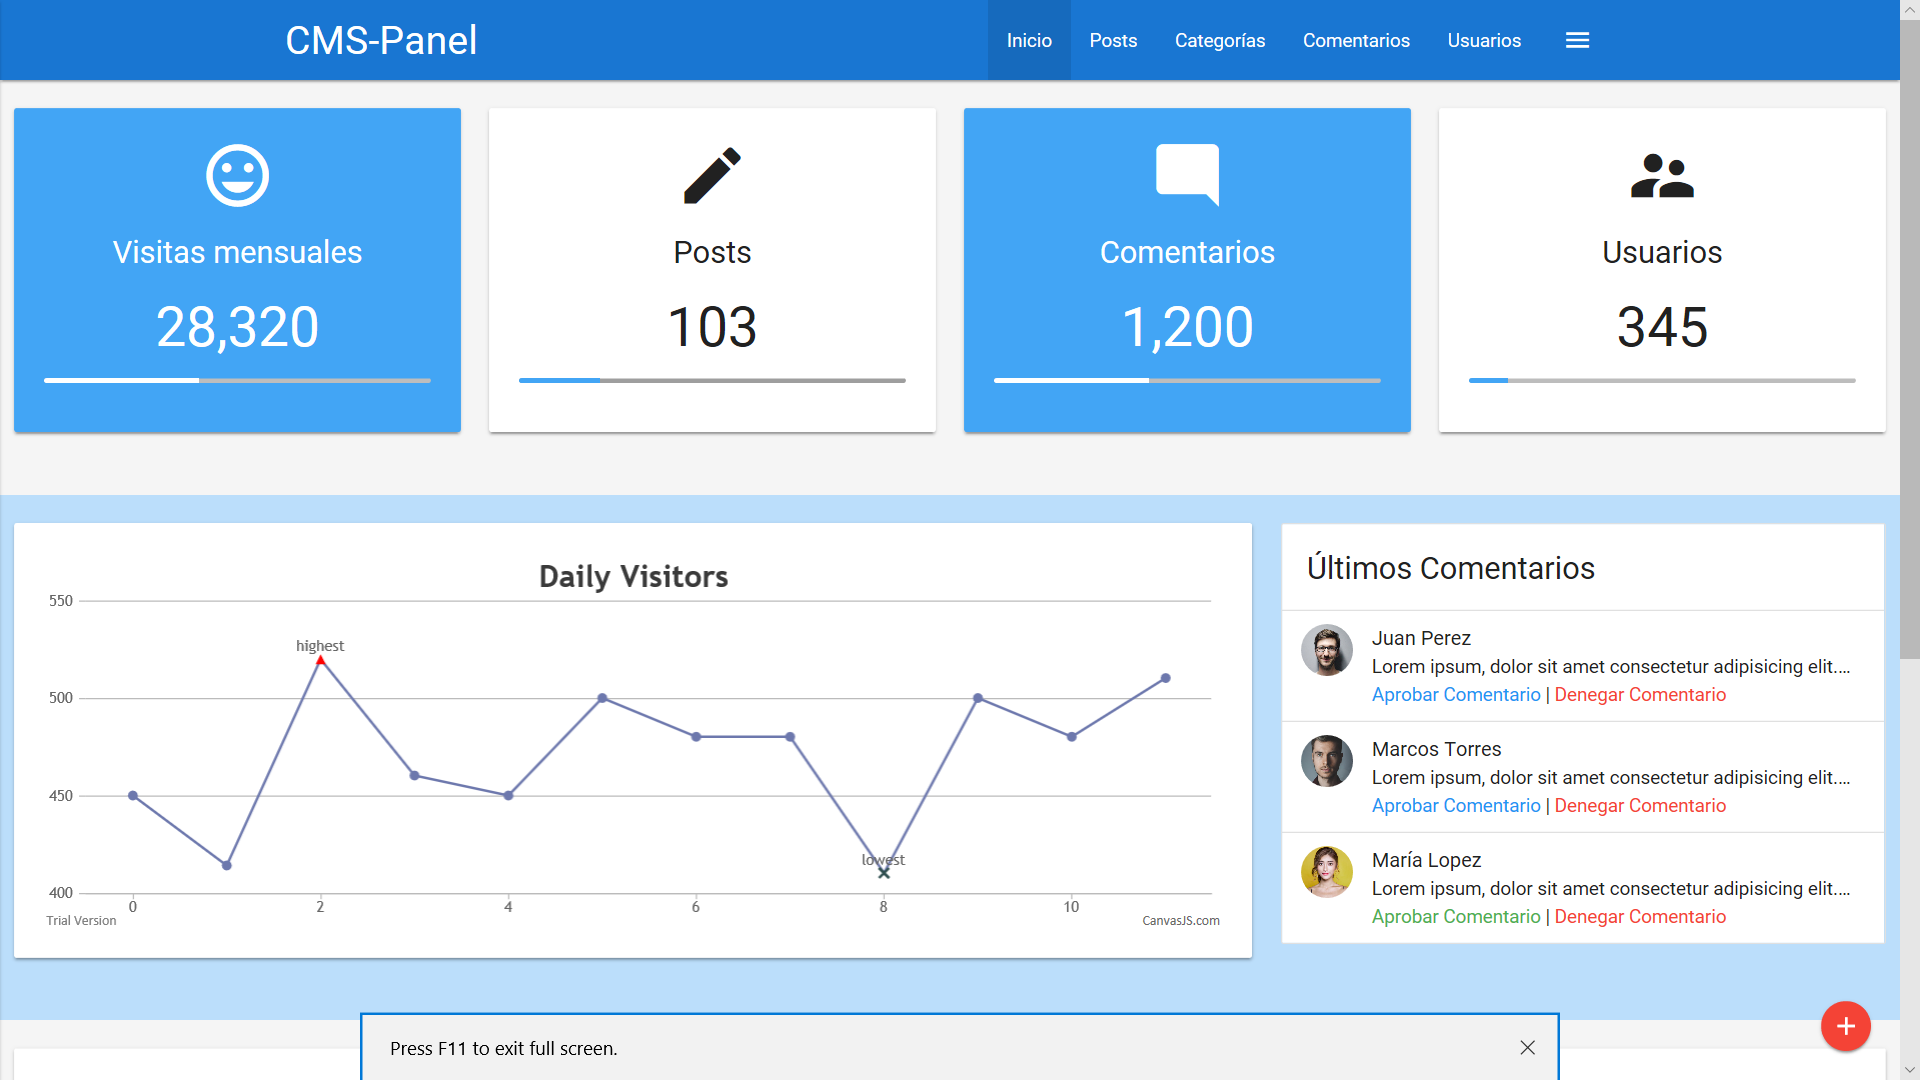 CMS-Panel
Inicio Posts Categorías Comentarios Usuarios
Visitas mensuales
28,320
Posts
103
Comentarios
1,200
Usuarios
345
Daily Visitors
550
500
450
400
highest
lowest
0 2 4 6 8 10
Trial Version
CanvasJS.com
Últimos Comentarios
Juan Perez
Lorem ipsum, dolor sit amet consectetur adipisicing elit....
Aprobar Comentario | Denegar Comentario
Marcos Torres
Lorem ipsum, dolor sit amet consectetur adipisicing elit....
Aprobar Comentario | Denegar Comentario
María Lopez
Lorem ipsum, dolor sit amet consectetur adipisicing elit....
Aprobar Comentario | Denegar Comentario
Press F11 to exit full screen.